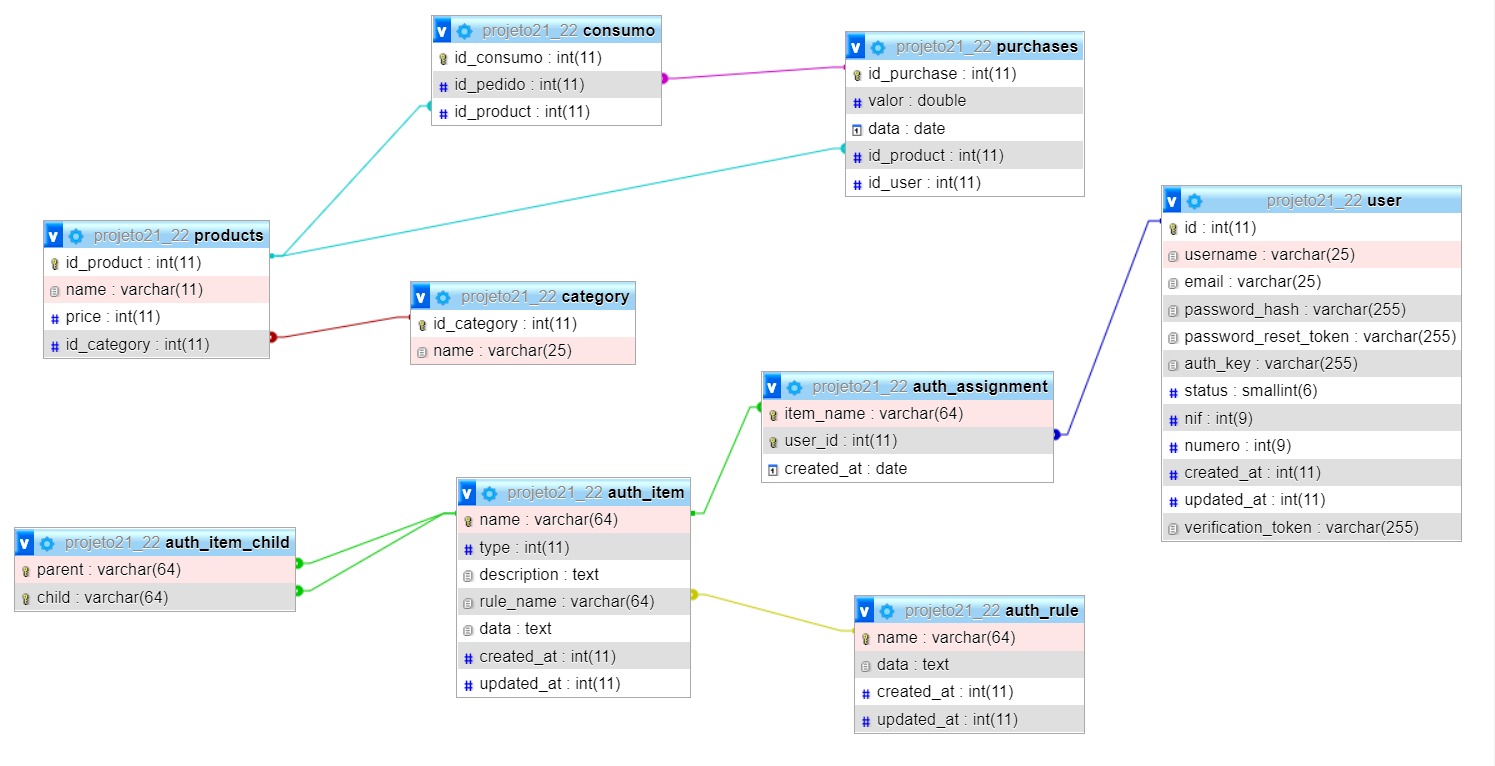 projeto21_22 consumo
id_consumo : int(11)
id_pedido : int(11)
id_product : int(11)
projeto21_22 purchases
id_purchase : int(11)
valor : double
data : date
id_product : int(11)
id_user : int(11)
projeto21_22 user
id : int(11)
username : varchar(25)
email : varchar(25)
password_hash : varchar(255)
password_reset_token : varchar(255)
auth_key : varchar(255)
status : smallint(6)
nif : int(9)
numero : int(9)
created_at : int(11)
updated_at : int(11)
verification_token : varchar(255)
projeto21_22 products
id_product : int(11)
name : varchar(11)
price : int(11)
id_category : int(11)
projeto21_22 category
id_category : int(11)
name : varchar(25)
projeto21_22 auth_assignment
item_name : varchar(64)
user_id : int(11)
created_at : date
projeto21_22 auth_item
name : varchar(64)
type : int(11)
description : text
rule_name : varchar(64)
data : text
created_at : int(11)
updated_at : int(11)
projeto21_22 auth_item_child
parent : varchar(64)
child : varchar(64)
projeto21_22 auth_rule
name : varchar(64)
data : text
created_at : int(11)
updated_at : int(11)